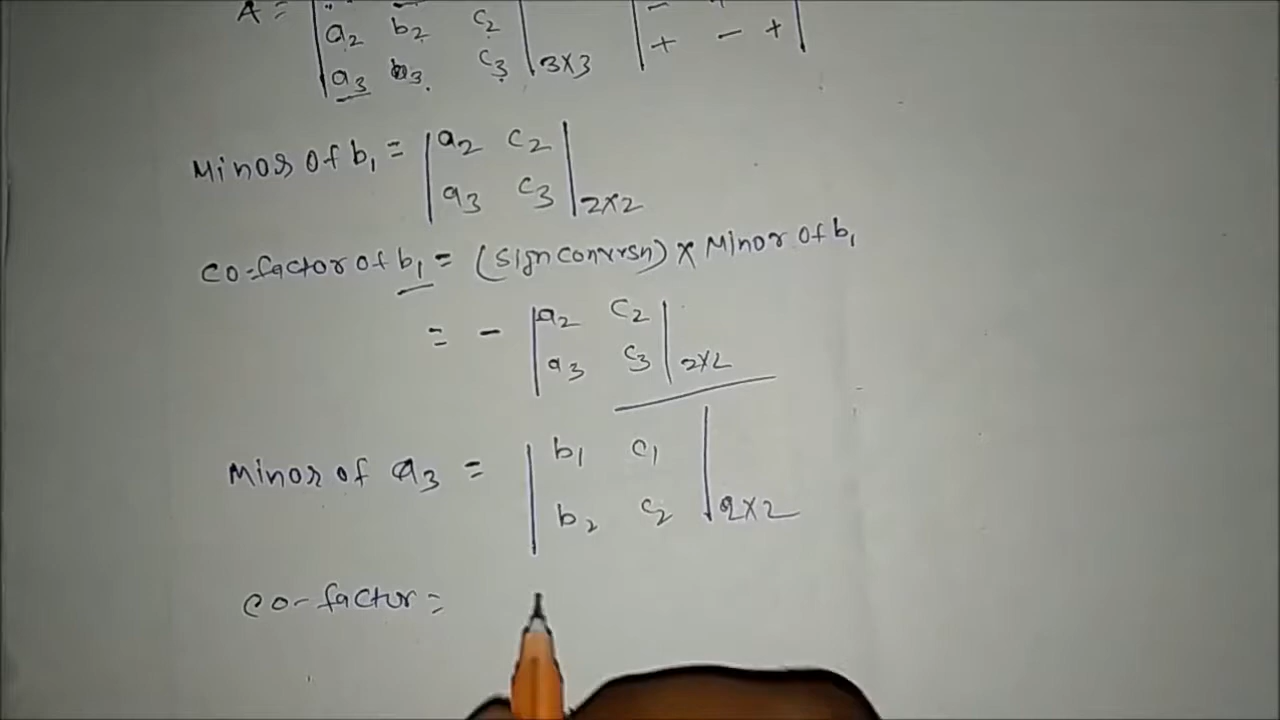 A =
a2 b2 c2 −
a3 b3 c3 3×3 + − +
Minor of b1 = | a2 c2 |
| a3 c3 | 2×2
co-factor of b1 = (sign convrsn) × Minor of b1
= − | a2 c2 |
| a3 c3 | 2×2
Minor of a3 = | b1 c1 |
| b2 c2 | 2×2
co-factor =